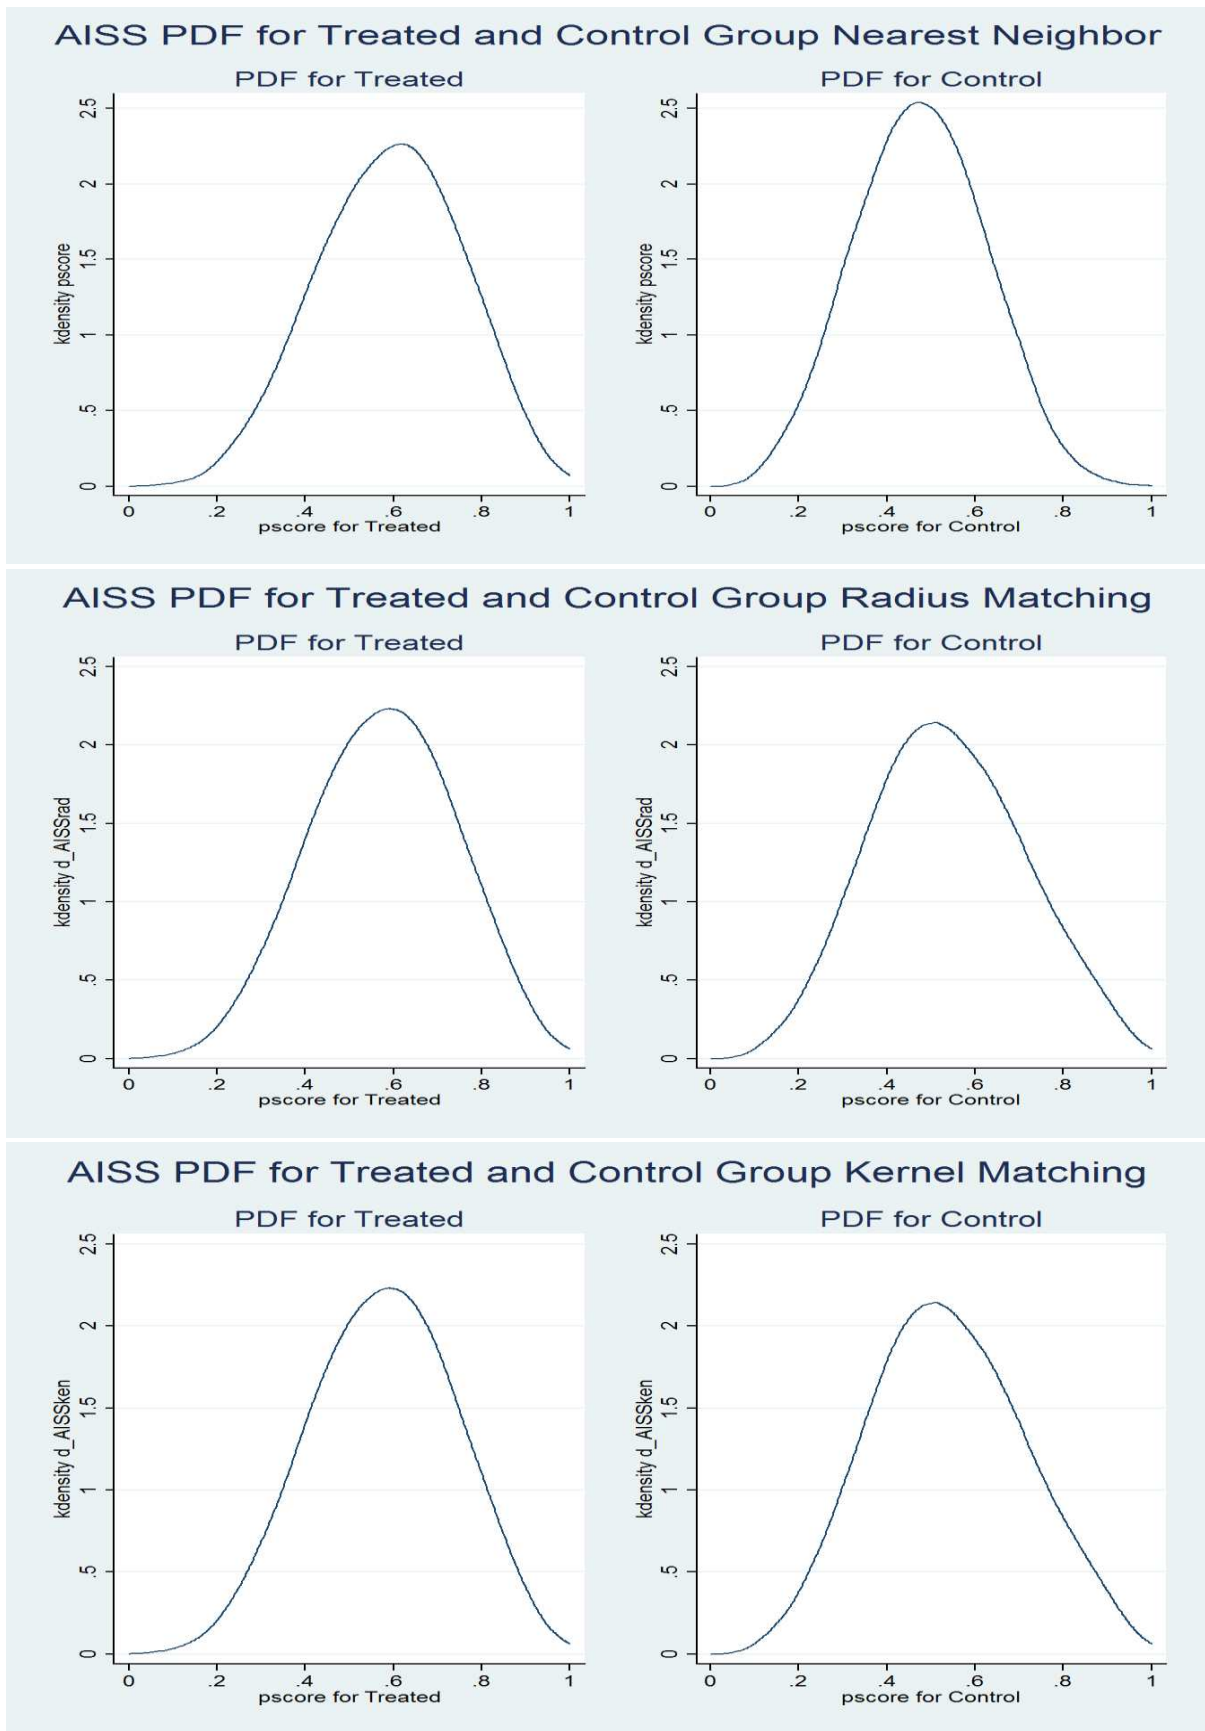 AISS PDF for Treated and Control Group Nearest Neighbor
PDF for Treated
kdensity pscore
2.5
2
1.5
1
.5
0
0 .2 .4 .6 .8 1
pscore for Treated
PDF for Control
kdensity pscore
2.5
2
1.5
1
.5
0
0 .2 .4 .6 .8 1
pscore for Control
AISS PDF for Treated and Control Group Radius Matching
PDF for Treated
kdensity d_AISSrad
2.5
2
1.5
1
.5
0
0 .2 .4 .6 .8 1
pscore for Treated
PDF for Control
kdensity d_AISSrad
2.5
2
1.5
1
.5
0
0 .2 .4 .6 .8 1
pscore for Control
AISS PDF for Treated and Control Group Kernel Matching
PDF for Treated
kdensity d_AISSken
2.5
2
1.5
1
.5
0
0 .2 .4 .6 .8 1
pscore for Treated
PDF for Control
kdensity d_AISSken
2.5
2
1.5
1
.5
0
0 .2 .4 .6 .8 1
pscore for Control